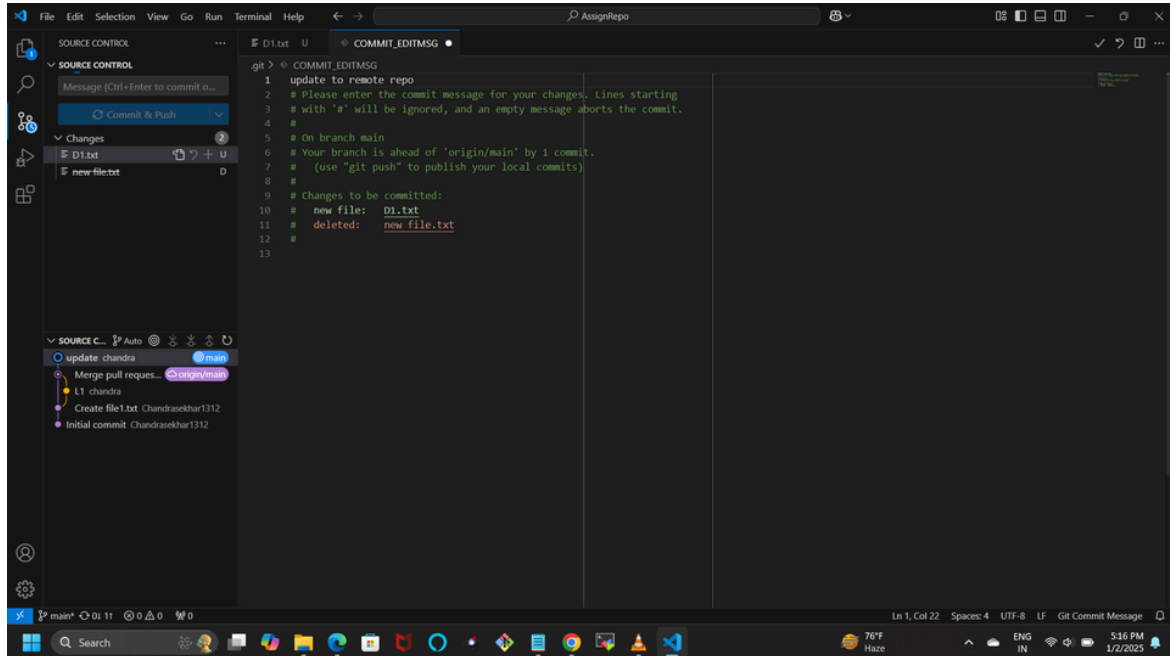 File Edit Selection View Go Run Terminal Help
AssignRepo
SOURCE CONTROL
SOURCE CONTROL
Message (Ctrl+Enter to commit o...
Commit & Push
Changes 2
D1.txt U
new file.txt D
D1.txt U
COMMIT_EDITMSG
.git > COMMIT_EDITMSG
1 update to remote repo
2 # Please enter the commit message for your changes. Lines starting
3 # with '#' will be ignored, and an empty message aborts the commit.
4 #
5 # On branch main
6 # Your branch is ahead of 'origin/main' by 1 commit.
7 #   (use "git push" to publish your local commits)
8 #
9 # Changes to be committed:
10 #   new file:   D1.txt
11 #   deleted:    new file.txt
12 #
13
SOURCE C... Auto
update chandra main
Merge pull reques... origin/main
L1 chandra
Create file1.txt Chandrasekhar1312
Initial commit Chandrasekhar1312
main* 0↓ 1↑ 0 0 0
Ln 1, Col 22 Spaces: 4 UTF-8 LF Git Commit Message
Search
76°F
Haze
ENG
IN
5:16 PM
1/2/2025